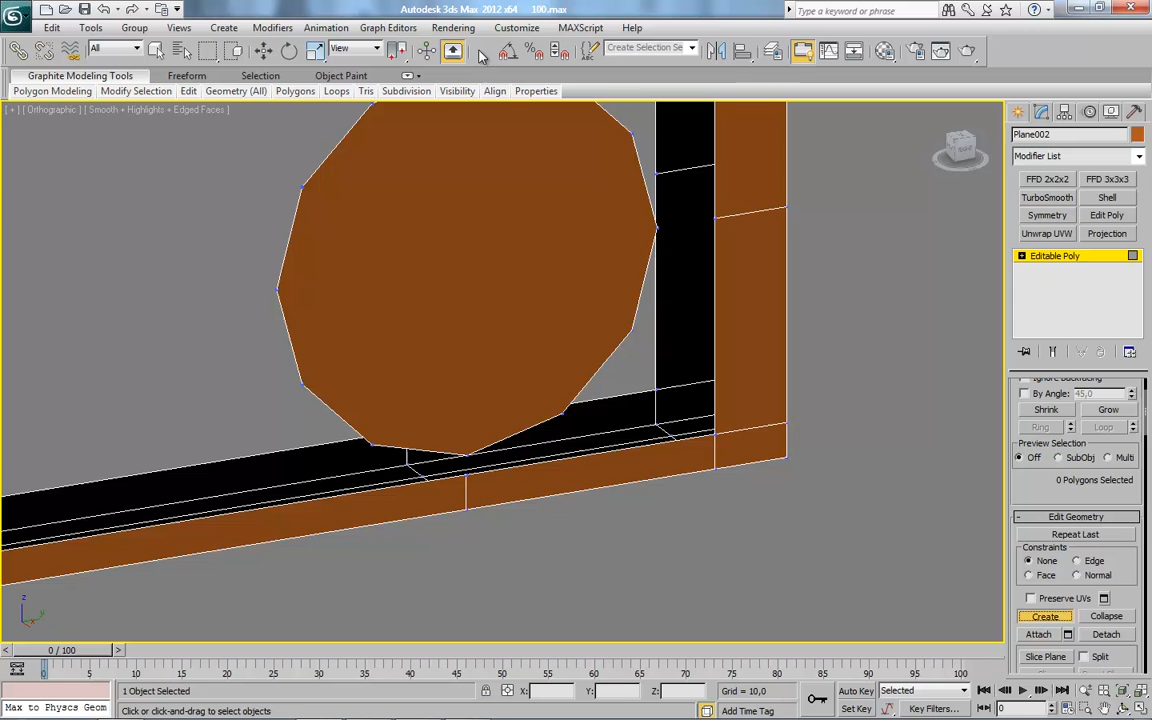 Autodesk 3ds Max 2012 x64    100.max
Type a keyword or phrase
Edit Tools Group Views Create Modifiers Animation Graph Editors Rendering Customize MAXScript Help
All View Create Selection Se
Graphite Modeling Tools Freeform Selection Object Paint
Polygon Modeling Modify Selection Edit Geometry (All) Polygons Loops Tris Subdivision Visibility Align Properties
[ + ] [ Orthographic ] [ Smooth + Highlights + Edged Faces ]
Plane002
Modifier List
FFD 2x2x2 FFD 3x3x3
TurboSmooth Shell
Symmetry Edit Poly
Unwrap UVW Projection
Editable Poly
Ignore Backfacing
By Angle: 45,0
Shrink Grow
Ring Loop
Preview Selection
Off SubObj Multi
0 Polygons Selected
- Edit Geometry
Repeat Last
Constraints
None Edge
Face Normal
Preserve UVs
Create Collapse
Attach Detach
Slice Plane Split
z
y
x
< 0 / 100 >
0 5 10 15 20 25 30 35 40 45 50 55 60 65 70 75 80 85 90 95 100
1 Object Selected X: Y: Z: Grid = 10,0 Auto Key Selected
Max to Physcs Geom Click or click-and-drag to select objects Add Time Tag Set Key Key Filters... 0